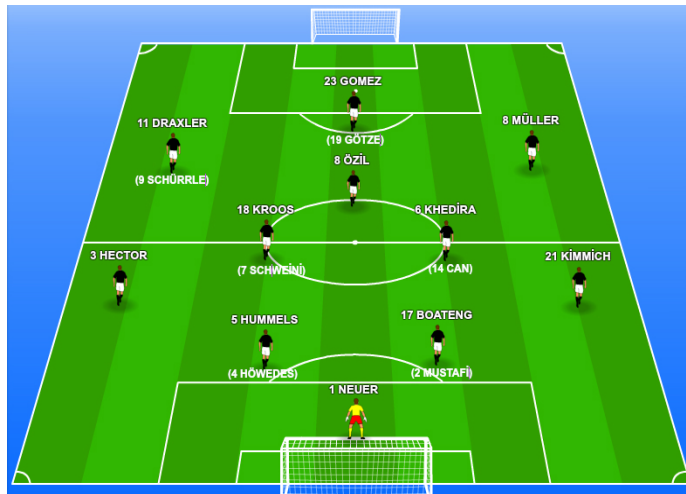 23 GOMEZ
11 DRAXLER
8 MÜLLER
(19 GÖTZE)
8 ÖZİL
(9 SCHÜRRLE)
18 KROOS
6 KHEDİRA
3 HECTOR
(7 SCHWEİNİ)
(14 CAN)
21 KİMMİCH
5 HUMMELS
17 BOATENG
(4 HÖWEDES)
(2 MUSTAFİ)
1 NEUER